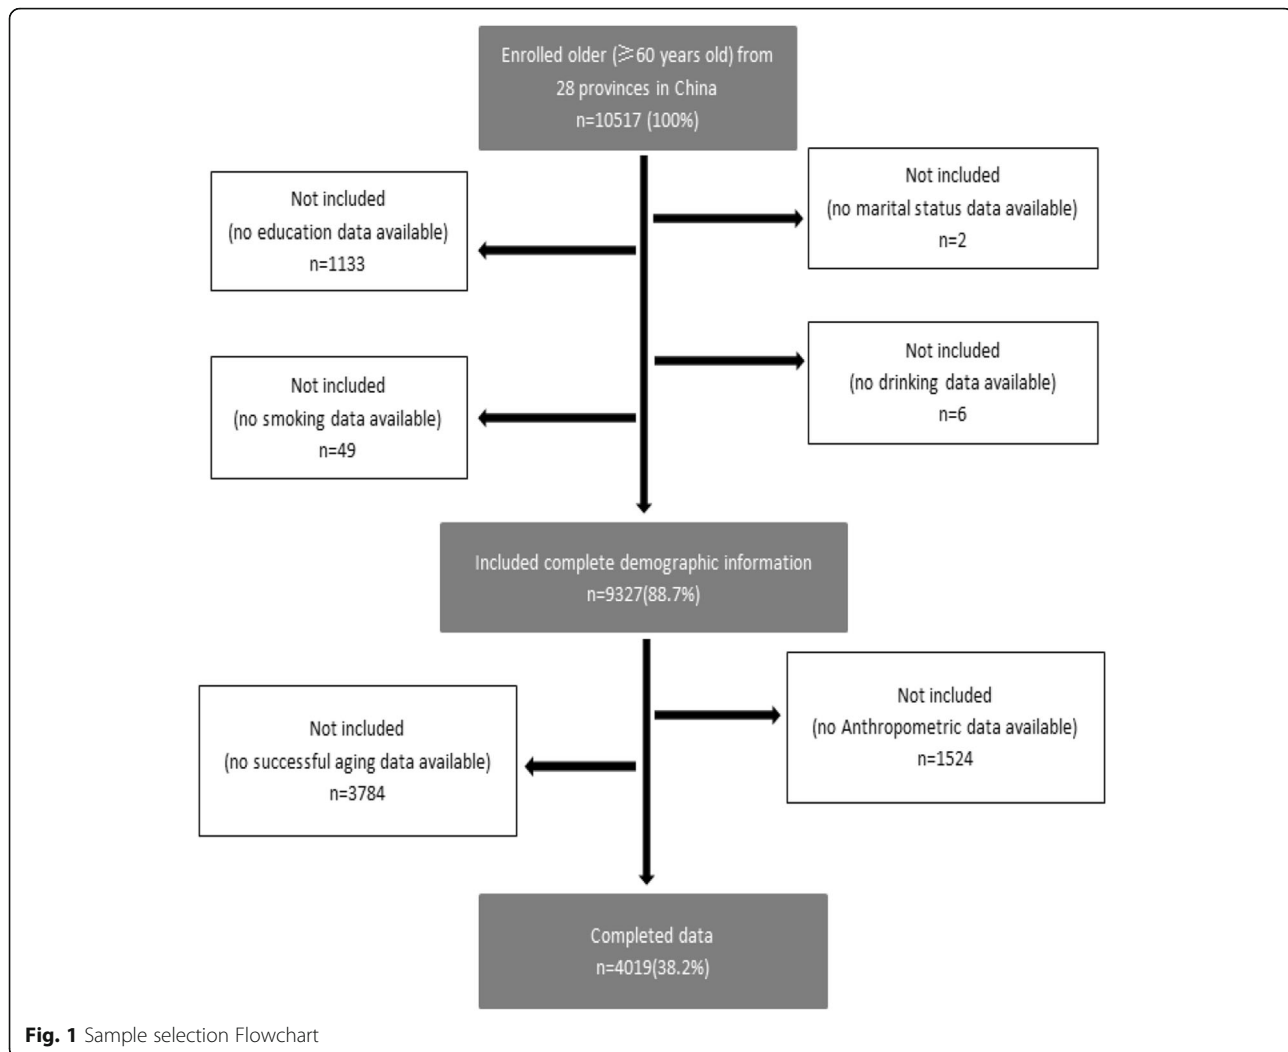 Enrolled older (≥60 years old) from
28 provinces in China
n=10517 (100%)
Not included
(no marital status data available)
n=2
Not included
(no education data available)
n=1133
Not included
(no drinking data available)
n=6
Not included
(no smoking data available)
n=49
Included complete demographic information
n=9327(88.7%)
Not included
(no Anthropometric data available)
n=1524
Not included
(no successful aging data available)
n=3784
Completed data
n=4019(38.2%)
Fig. 1 Sample selection Flowchart